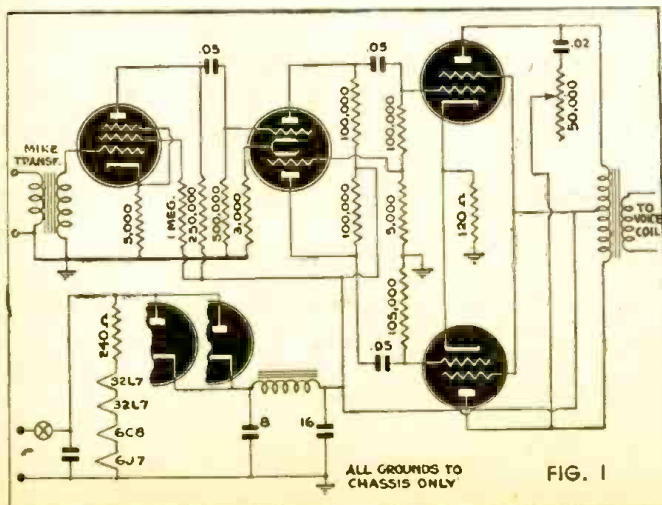 MIKE
TRANSF.
5,000
.05
1 MEG.
250,000
500,000
3,000
.05
100,000
100,000
100,000
5,000
105,000
.05
120Ω
.02
50,000
TO
VOICE
COIL
240Ω
32L7
32L7
6C8
6J7
8
16
ALL GROUNDS TO
CHASSIS ONLY
FIG. 1